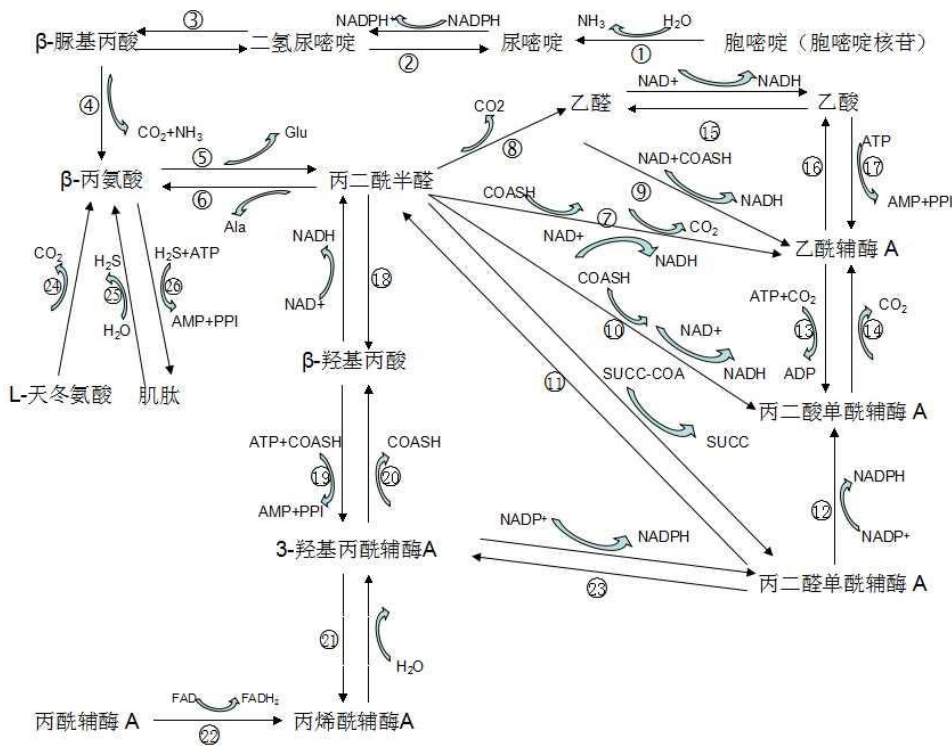 ③ NADPH⁺ NADPH NH₃ H₂O
β-脲基丙酸 二氢尿嘧啶 尿嘧啶 胞嘧啶（胞嘧啶核苷）
② ①
④ CO₂+NH₃ CO2 乙醛 NAD+ NADH 乙酸
⑤ Glu ⑧ ⑮ ATP
β-丙氨酸 丙二酰半醛 NAD+COASH ⑯ ⑰
⑥ Ala COASH ⑨ NADH AMP+PPI
⑦ CO₂
CO₂ H₂S H₂S+ATP NADH NAD+ NADH 乙酰辅酶 A
㉔ ㉕ ㉖ ⑱ COASH ATP+CO₂ CO₂
H₂O AMP+PPI NAD+ ⑩ NAD+ ⑬ ⑭
β-羟基丙酸 ⑪ SUCC-COA NADH ADP
L-天冬氨酸 肌肽 丙二酸单酰辅酶 A
ATP+COASH COASH SUCC
⑲ ⑳ NADPH
AMP+PPI ⑫
NADP+ NADPH NADP+
3-羟基丙酰辅酶A
㉓ 丙二醛单酰辅酶 A
㉑ H₂O
FAD FADH₂
丙酰辅酶 A 丙烯酰辅酶A
㉒